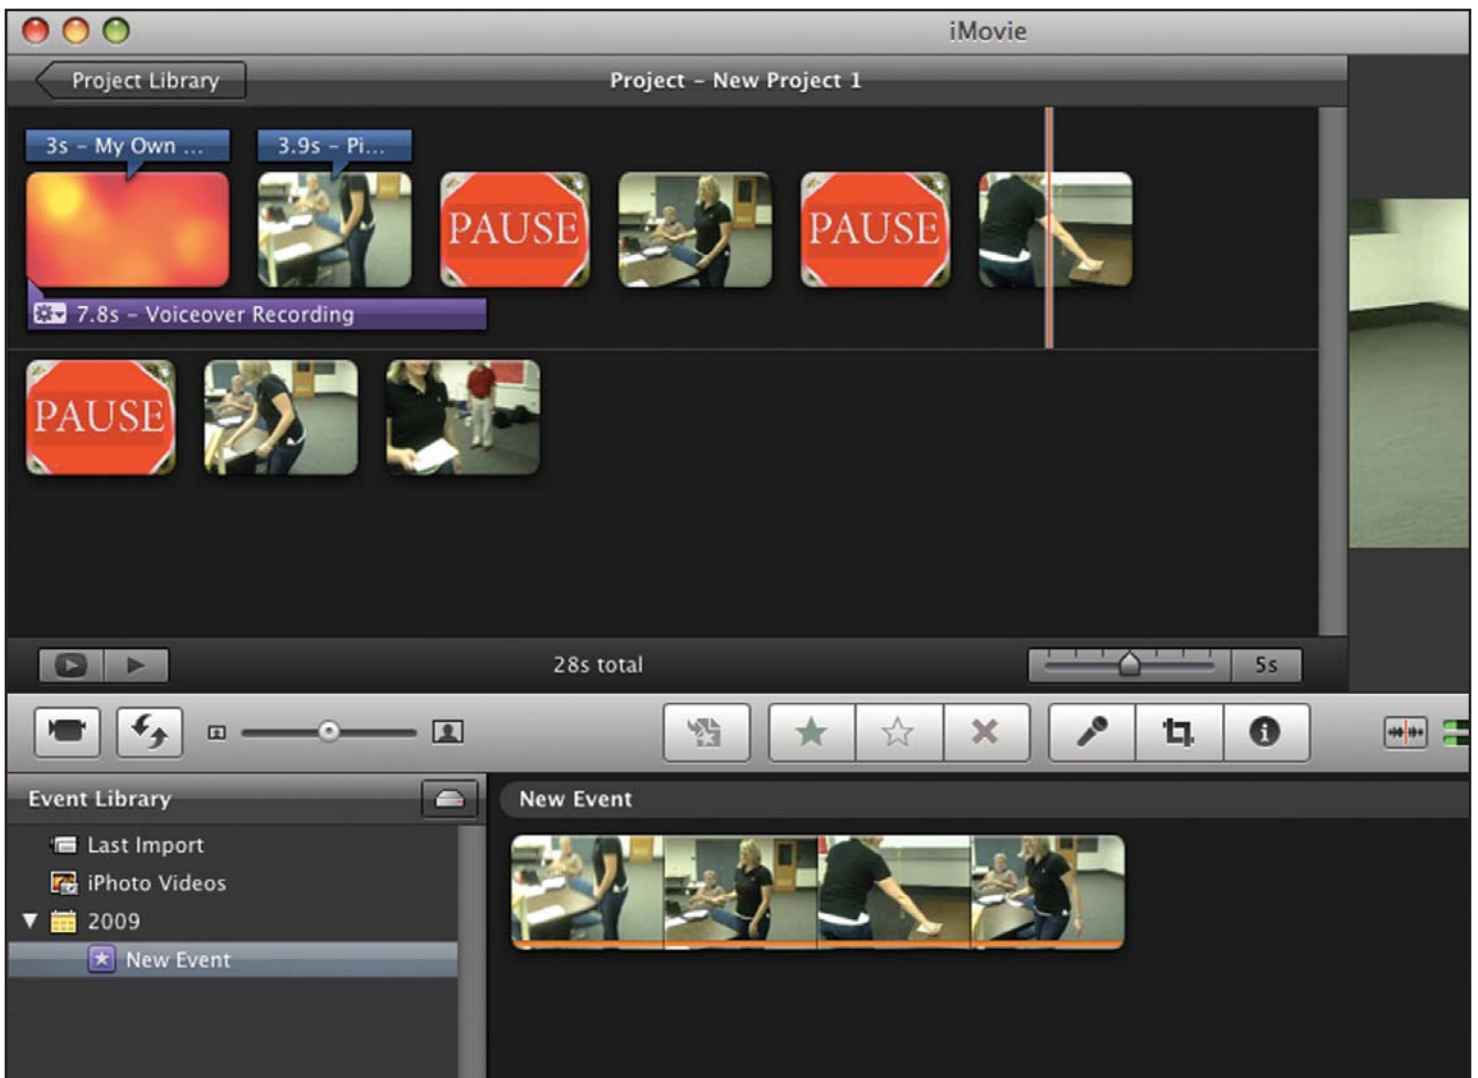 iMovie
Project Library
Project – New Project 1
3s – My Own ...
3.9s – Pi...
PAUSE
PAUSE
7.8s – Voiceover Recording
PAUSE
28s total
5s
Event Library
New Event
Last Import
iPhoto Videos
2009
New Event